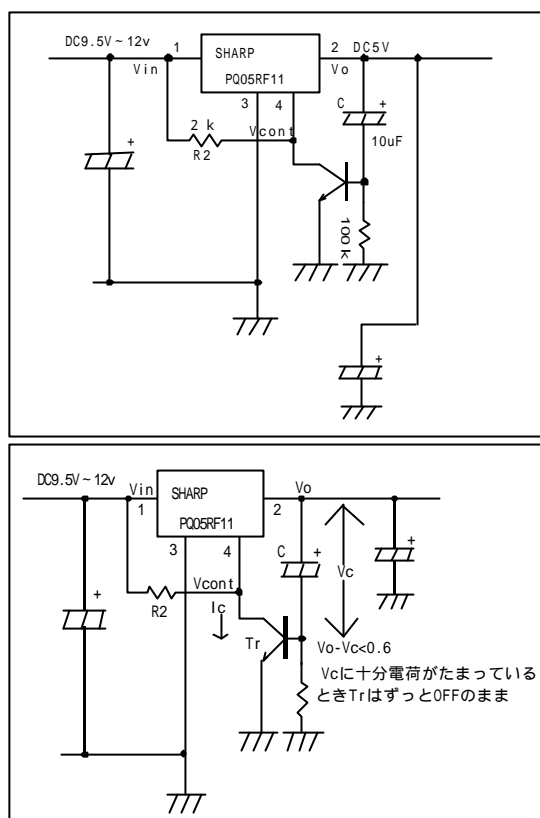 DC9.5V~12v
1
SHARP
2
DC5V
Vin
PQ05RF11
Vo
3
4
C
+
2 k
Vcont
10uF
R2
+
100k
+
DC9.5V~12v
Vin
SHARP
Vo
1
PQ05RF11
2
3
4
C
+
+
Vcont
Vc
R2
Ic
+
Tr
Vo-Vc<0.6
Vcに十分電荷がたまっている
ときTrはずっとOFFのまま